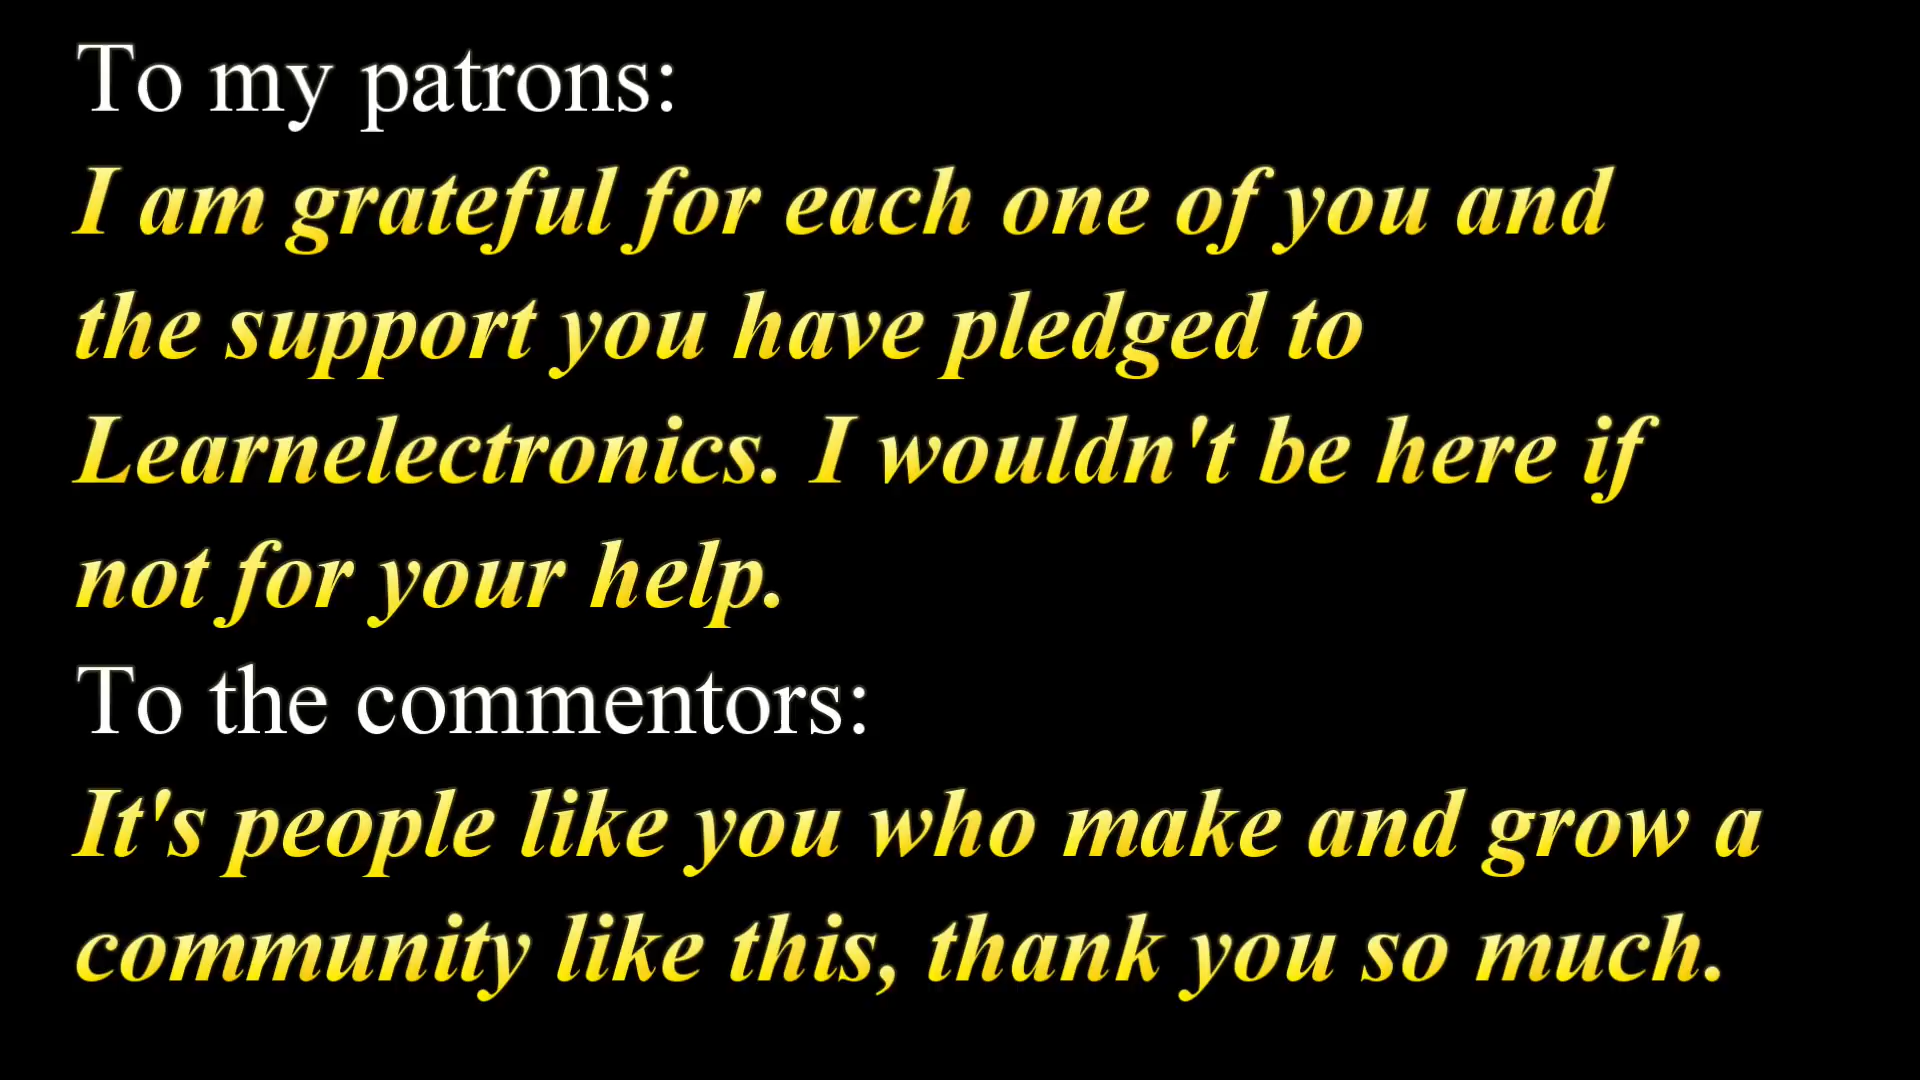 To my patrons:
I am grateful for each one of you and
the support you have pledged to
Learnelectronics. I wouldn't be here if
not for your help.
To the commentors:
It's people like you who make and grow a
community like this, thank you so much.